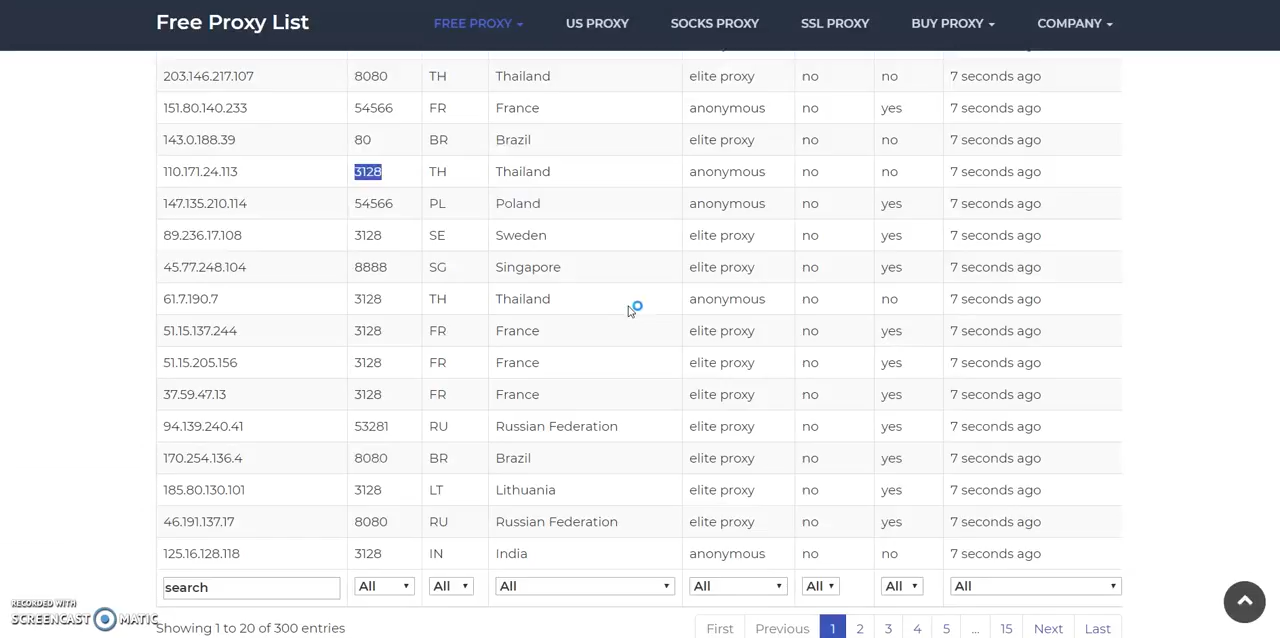 Free Proxy List FREE PROXY US PROXY SOCKS PROXY SSL PROXY BUY PROXY COMPANY
203.146.217.107 8080 TH Thailand elite proxy no no 7 seconds ago
151.80.140.233 54566 FR France anonymous no yes 7 seconds ago
143.0.188.39 80 BR Brazil elite proxy no no 7 seconds ago
110.171.24.113 3128 TH Thailand anonymous no no 7 seconds ago
147.135.210.114 54566 PL Poland anonymous no yes 7 seconds ago
89.236.17.108 3128 SE Sweden elite proxy no yes 7 seconds ago
45.77.248.104 8888 SG Singapore elite proxy no yes 7 seconds ago
61.7.190.7 3128 TH Thailand anonymous no no 7 seconds ago
51.15.137.244 3128 FR France elite proxy no yes 7 seconds ago
51.15.205.156 3128 FR France elite proxy no yes 7 seconds ago
37.59.47.13 3128 FR France elite proxy no yes 7 seconds ago
94.139.240.41 53281 RU Russian Federation elite proxy no yes 7 seconds ago
170.254.136.4 8080 BR Brazil elite proxy no yes 7 seconds ago
185.80.130.101 3128 LT Lithuania elite proxy no yes 7 seconds ago
46.191.137.17 8080 RU Russian Federation elite proxy no yes 7 seconds ago
125.16.128.118 3128 IN India anonymous no no 7 seconds ago
search All All All All All All All
RECORDED WITH
SCREENCAST MATIC
Showing 1 to 20 of 300 entries First Previous 1 2 3 4 5 ... 15 Next Last